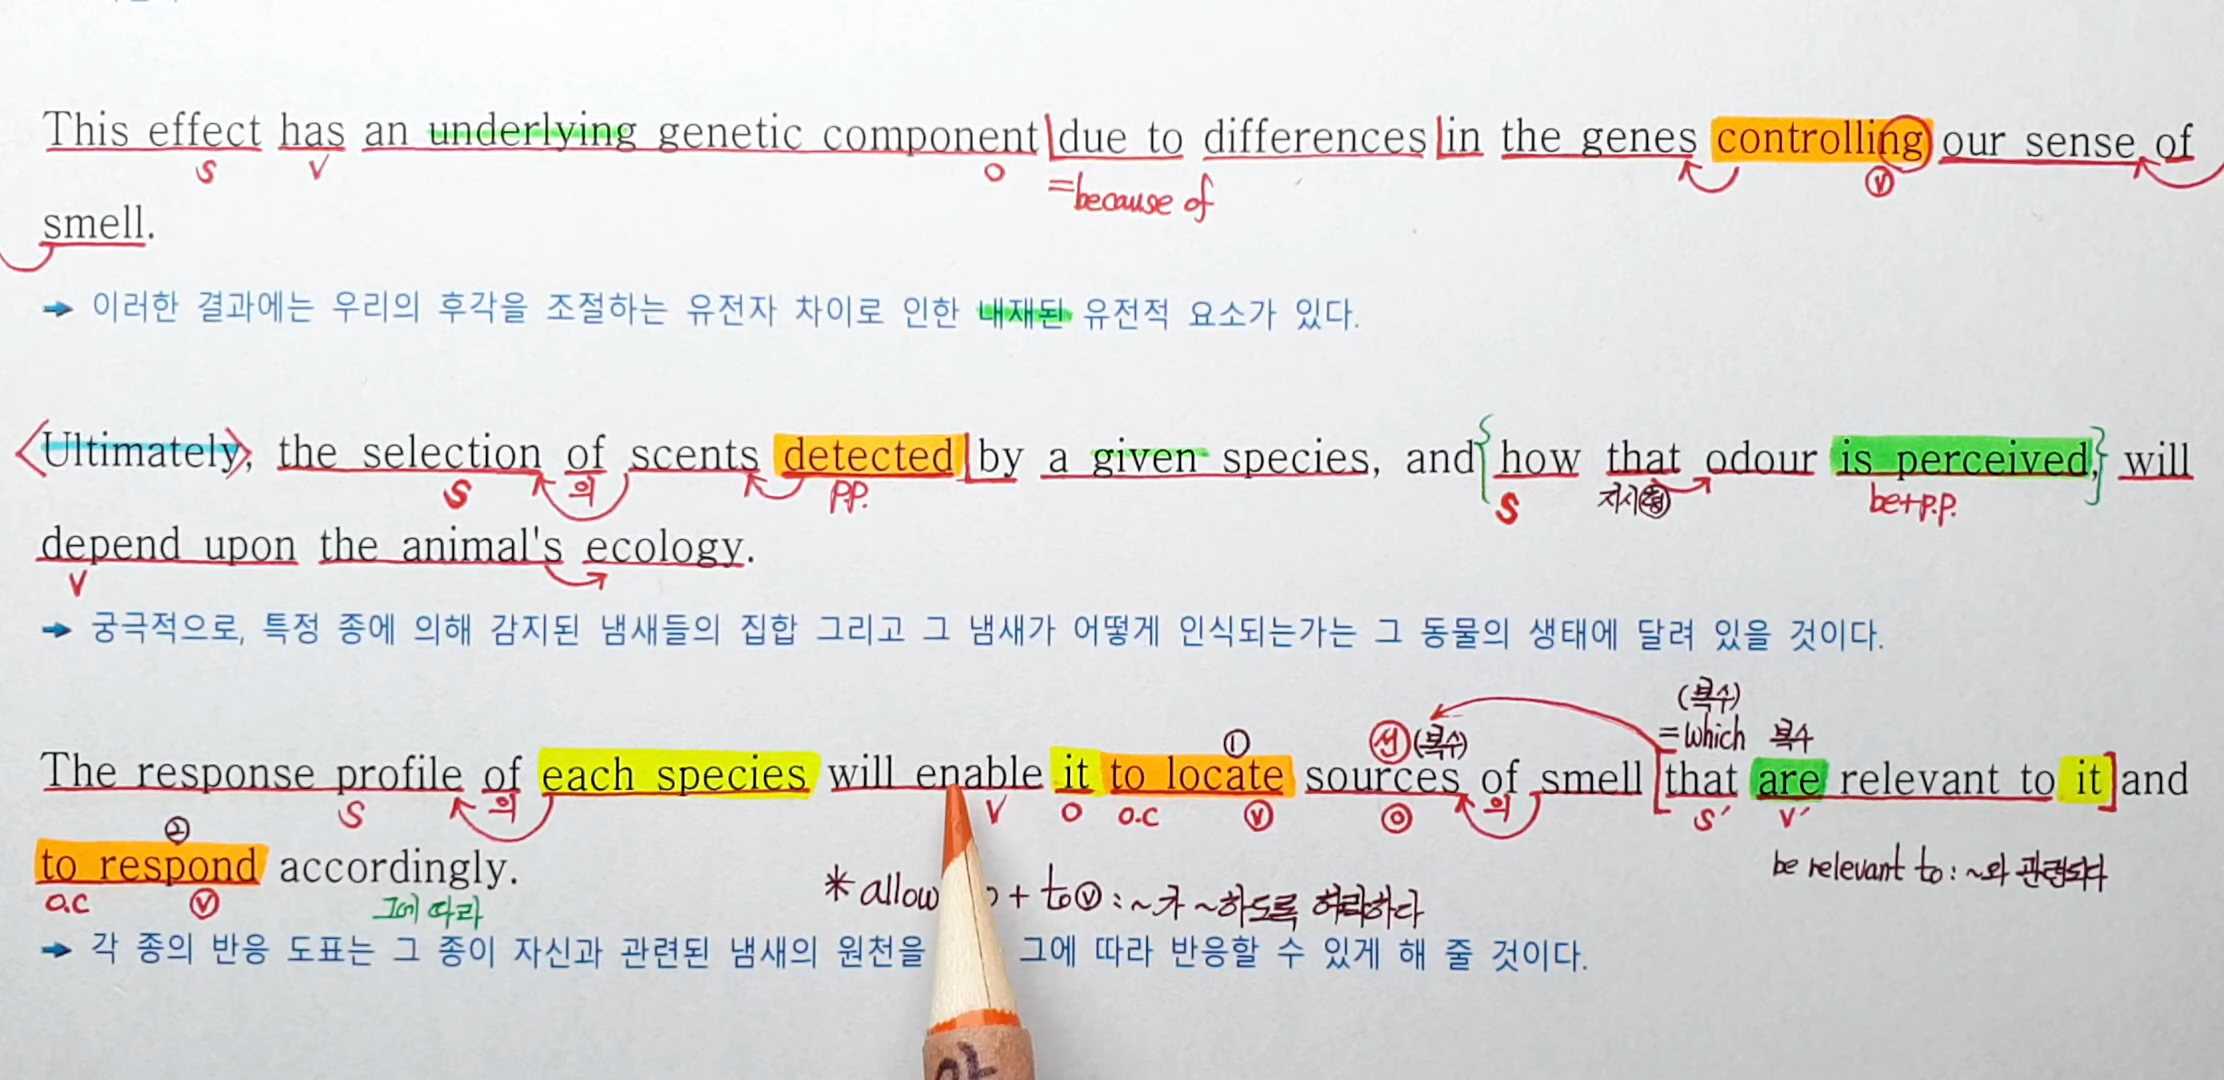 This effect has an underlying genetic component due to differences in the genes controlling our sense of
S V O =because of ⓥ
smell.
➡ 이러한 결과에는 우리의 후각을 조절하는 유전자 차이로 인한 내재된 유전적 요소가 있다.
<Ultimately>, the selection of scents detected by a given species, and {how that odour is perceived,} will
S 의 P.P. S 지시형 be+p.p.
depend upon the animal's ecology.
V
➡ 궁극적으로, 특정 종에 의해 감지된 냄새들의 집합 그리고 그 냄새가 어떻게 인식되는가는 그 동물의 생태에 달려 있을 것이다.
(복수)
① 선 (복수) =which 복수
The response profile of each species will enable it to locate sources of smell [that are relevant to it] and
S 의 V O O.C ⓥ ⓞ 의 S' V'
②
to respond accordingly.
be relevant to : ~와 관련되다
O.C ⓥ 그에 따라 *allow + to ⓥ : ~가 ~하도록 허락하다
➡ 각 종의 반응 도표는 그 종이 자신과 관련된 냄새의 원천을 그에 따라 반응할 수 있게 해 줄 것이다.